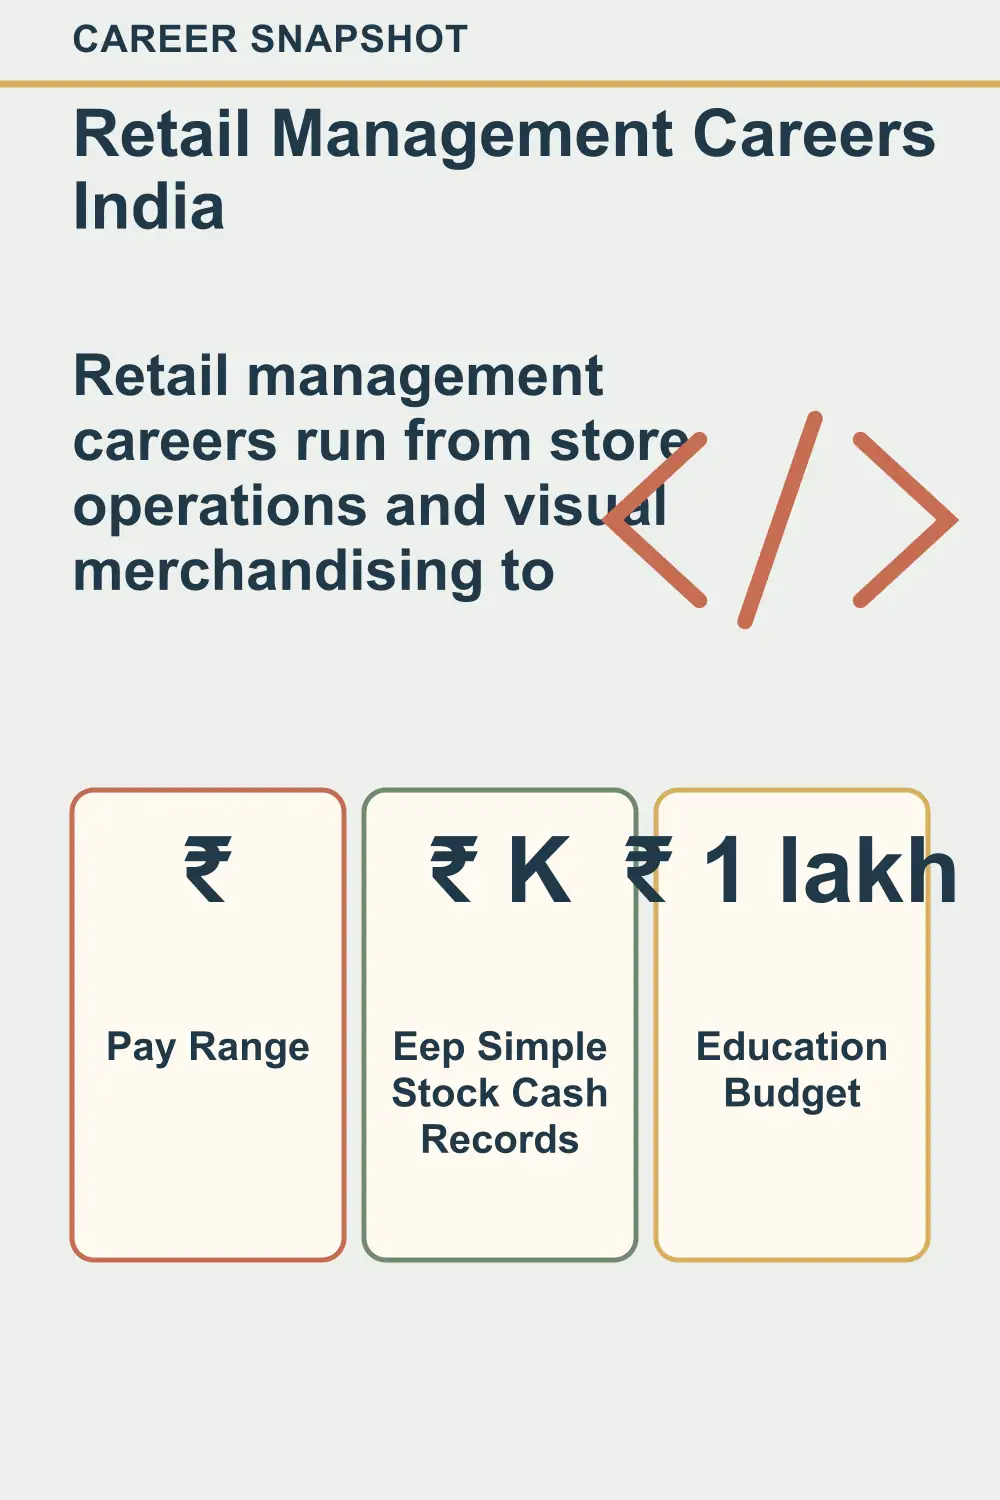 CAREER SNAPSHOT
Retail Management Careers
India
Retail management
careers run from store
operations and visual
merchandising to
</>
₹
₹ K
₹ 1 lakh
Pay Range
Eep Simple
Stock Cash
Records
Education
Budget